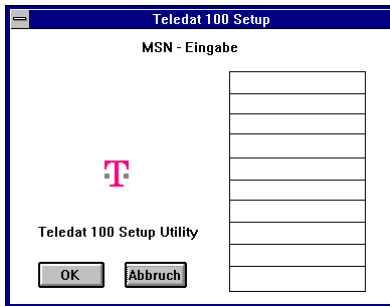 Teledat 100 Setup
MSN - Eingabe
T
Teledat 100 Setup Utility
OK
Abbruch